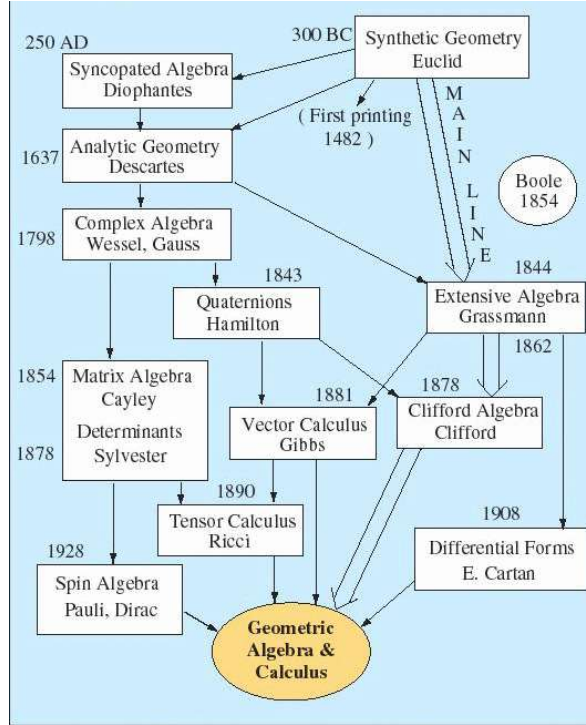 300 BC
Synthetic Geometry
Euclid
250 AD
Syncopated Algebra
Diophantes
( First printing
1482 )
MAIN LINE
1637
Analytic Geometry
Descartes
Boole
1854
1798
Complex Algebra
Wessel, Gauss
1843
Quaternions
Hamilton
1844
Extensive Algebra
Grassmann
1862
1854
Matrix Algebra
Cayley
Determinants
1878
Sylvester
1881
Vector Calculus
Gibbs
1878
Clifford Algebra
Clifford
1890
Tensor Calculus
Ricci
1908
Differential Forms
E. Cartan
1928
Spin Algebra
Pauli, Dirac
Geometric
Algebra &
Calculus